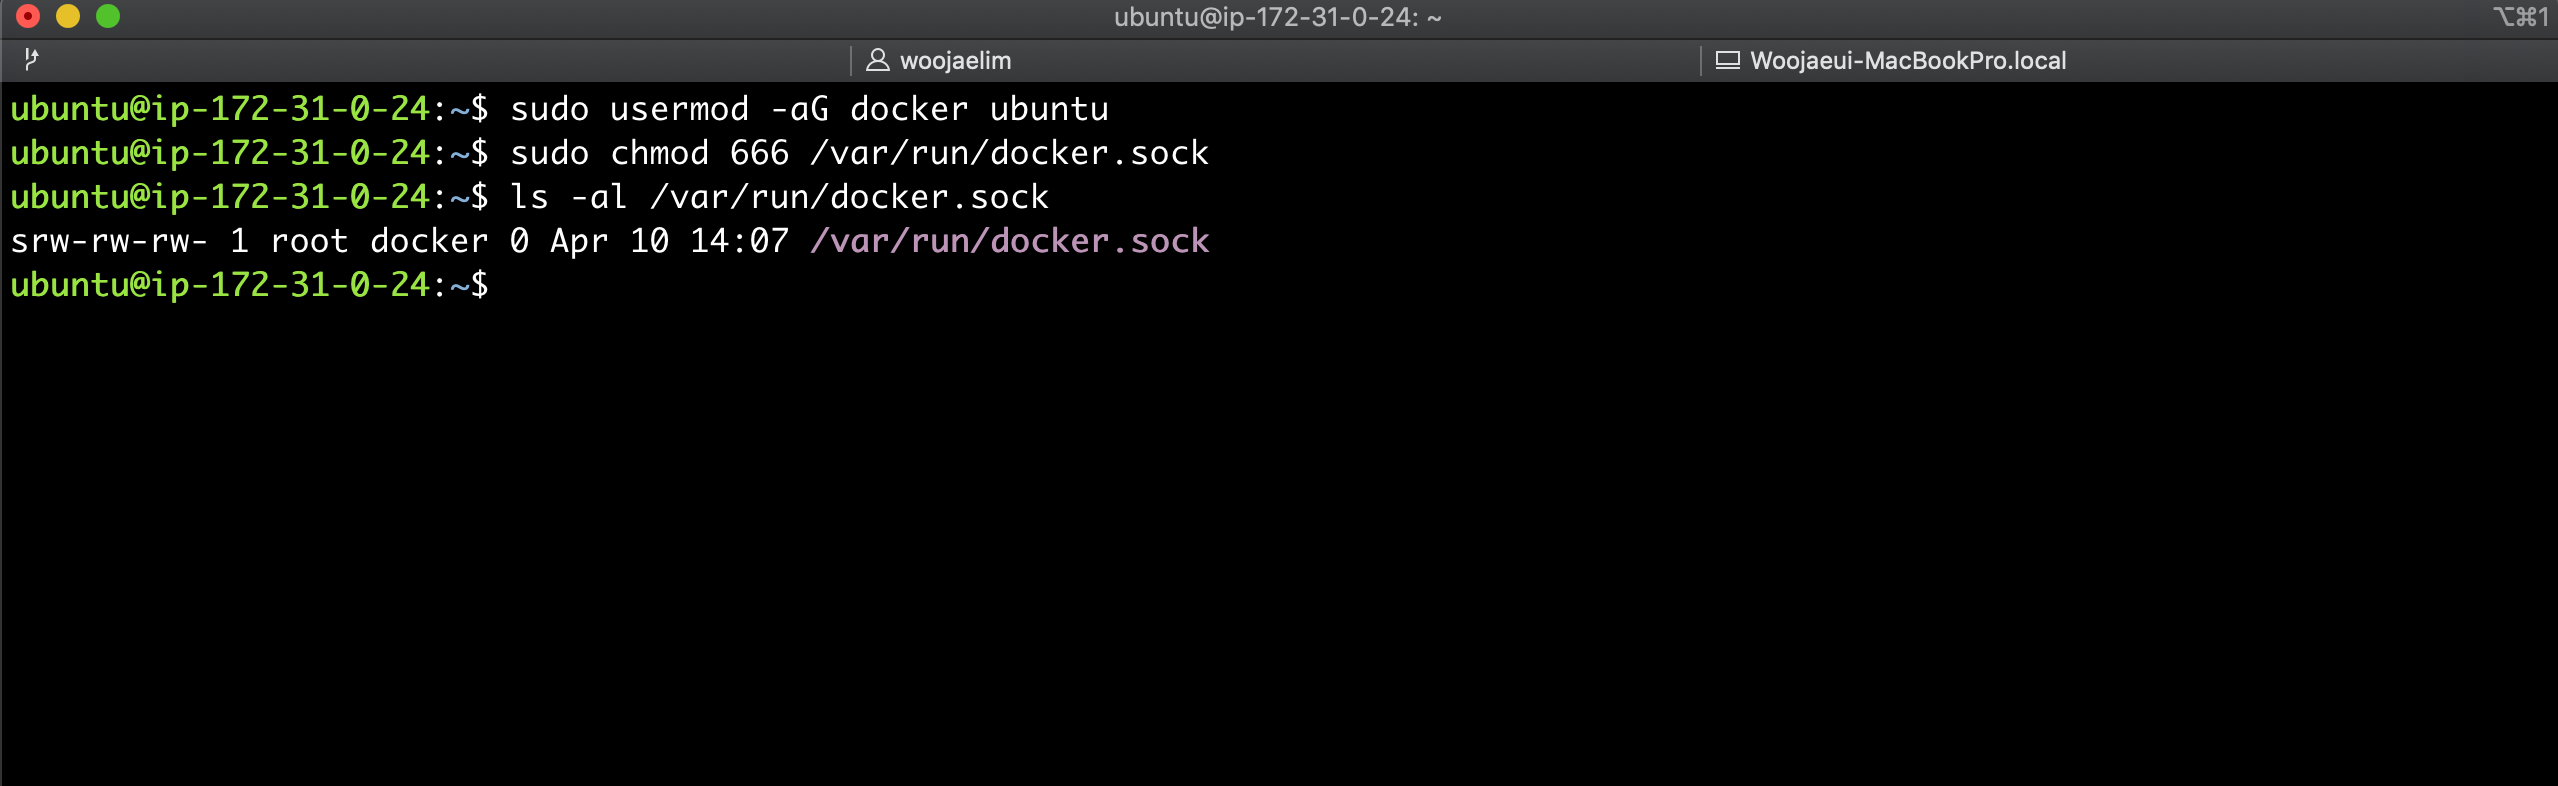 ubuntu@ip-172-31-0-24: ~
⌥⌘1
woojaelim
Woojaeui-MacBookPro.local
ubuntu@ip-172-31-0-24:~$ sudo usermod -aG docker ubuntu
ubuntu@ip-172-31-0-24:~$ sudo chmod 666 /var/run/docker.sock
ubuntu@ip-172-31-0-24:~$ ls -al /var/run/docker.sock
srw-rw-rw- 1 root docker 0 Apr 10 14:07 /var/run/docker.sock
ubuntu@ip-172-31-0-24:~$